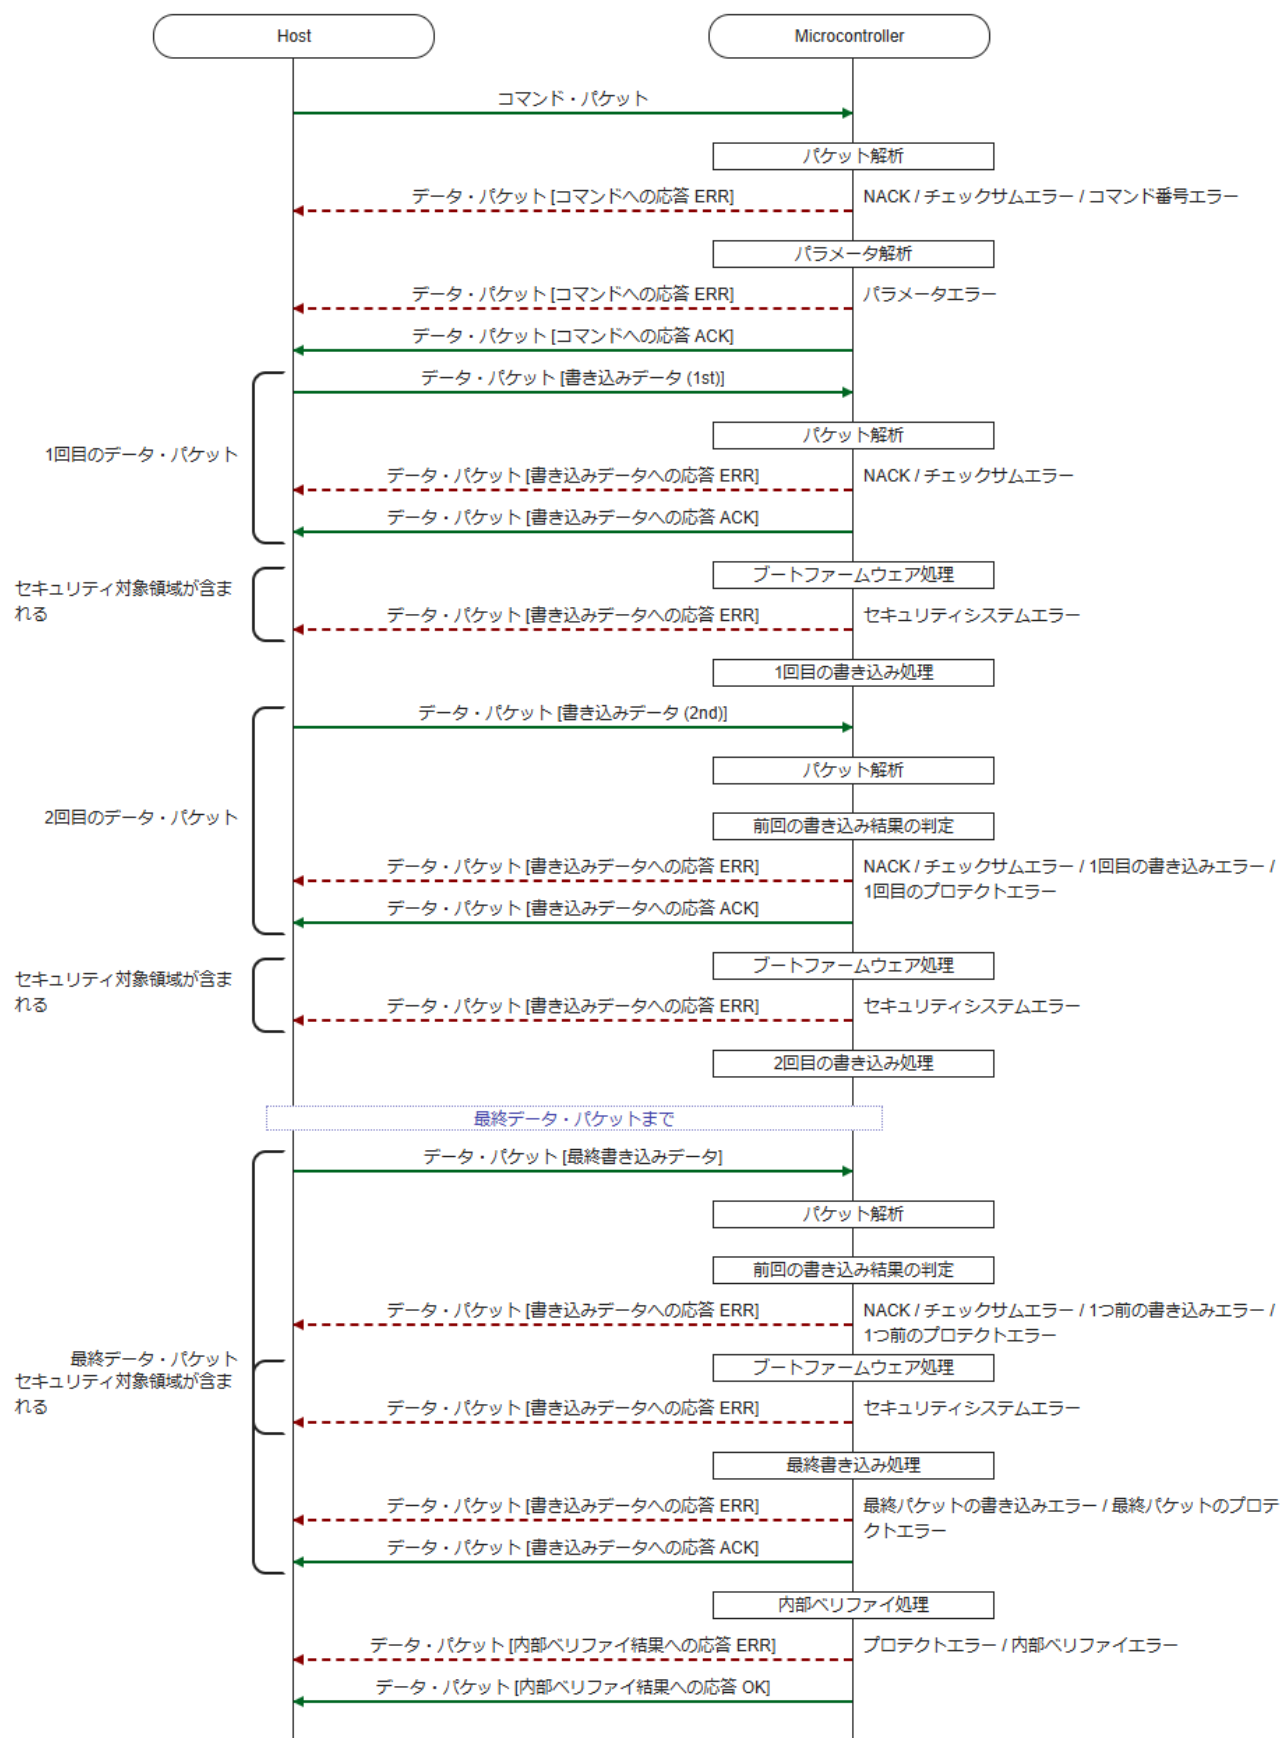 Host
Microcontroller
コマンド・パケット
パケット解析
データ・パケット [コマンドへの応答 ERR]
NACK / チェックサムエラー / コマンド番号エラー
パラメータ解析
データ・パケット [コマンドへの応答 ERR]
パラメータエラー
データ・パケット [コマンドへの応答 ACK]
データ・パケット [書き込みデータ (1st)]
1回目のデータ・パケット
パケット解析
データ・パケット [書き込みデータへの応答 ERR]
NACK / チェックサムエラー
データ・パケット [書き込みデータへの応答 ACK]
セキュリティ対象領域が含ま
れる
ブートファームウェア処理
データ・パケット [書き込みデータへの応答 ERR]
セキュリティシステムエラー
1回目の書き込み処理
データ・パケット [書き込みデータ (2nd)]
2回目のデータ・パケット
パケット解析
前回の書き込み結果の判定
データ・パケット [書き込みデータへの応答 ERR]
NACK / チェックサムエラー / 1回目の書き込みエラー /
1回目のプロテクトエラー
データ・パケット [書き込みデータへの応答 ACK]
セキュリティ対象領域が含ま
れる
ブートファームウェア処理
データ・パケット [書き込みデータへの応答 ERR]
セキュリティシステムエラー
2回目の書き込み処理
最終データ・パケットまで
データ・パケット [最終書き込みデータ]
パケット解析
前回の書き込み結果の判定
データ・パケット [書き込みデータへの応答 ERR]
NACK / チェックサムエラー / 1つ前の書き込みエラー /
1つ前のプロテクトエラー
最終データ・パケット
セキュリティ対象領域が含ま
れる
ブートファームウェア処理
データ・パケット [書き込みデータへの応答 ERR]
セキュリティシステムエラー
最終書き込み処理
データ・パケット [書き込みデータへの応答 ERR]
最終パケットの書き込みエラー / 最終パケットのプロテ
クトエラー
データ・パケット [書き込みデータへの応答 ACK]
内部ベリファイ処理
データ・パケット [内部ベリファイ結果への応答 ERR]
プロテクトエラー / 内部ベリファイエラー
データ・パケット [内部ベリファイ結果への応答 OK]